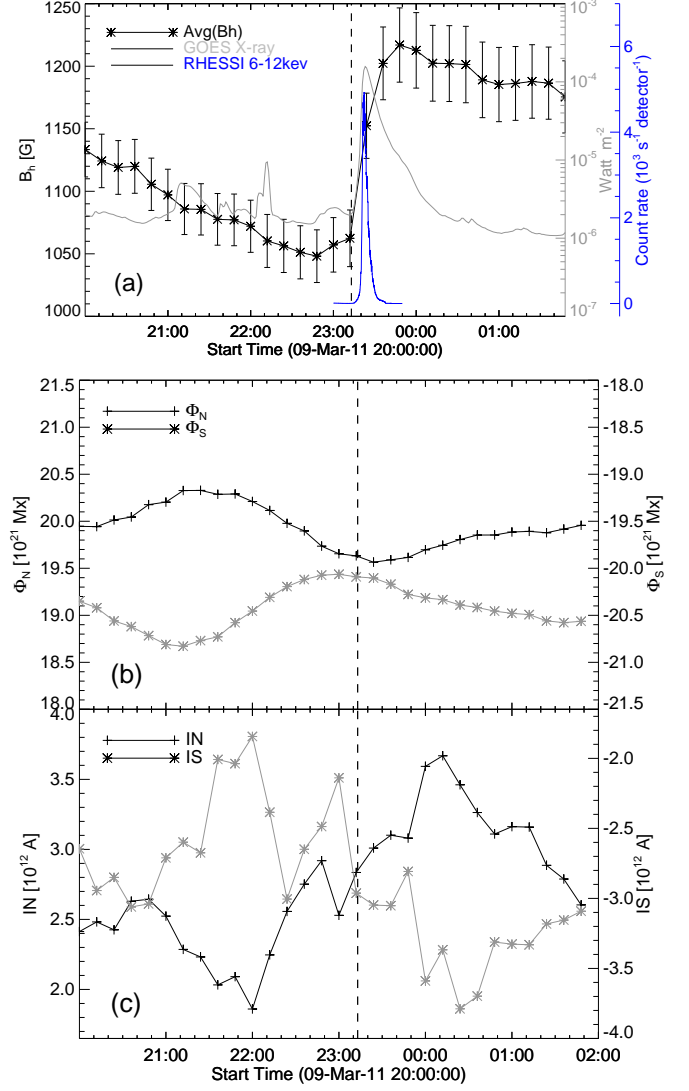 1250
1200
1150
1100
1050
1000
B_h [G]
Avg(Bh)
GOES X-ray
RHESSI 6-12kev
(a)
10^-3
10^-4
10^-5
10^-6
10^-7
Watt m^-2
6
4
2
0
Count rate (10^3 s^-1 detector^-1)
21:00 22:00 23:00 00:00 01:00
Start Time (09-Mar-11 20:00:00)
21.5
21.0
20.5
20.0
19.5
19.0
18.5
18.0
Φ_N [10^21 Mx]
Φ_N
Φ_S
(b)
-18.0
-18.5
-19.0
-19.5
-20.0
-20.5
-21.0
-21.5
Φ_S [10^21 Mx]
4.0
3.5
3.0
2.5
2.0
IN [10^12 A]
IN
IS
(c)
-2.0
-2.5
-3.0
-3.5
-4.0
IS [10^12 A]
21:00 22:00 23:00 00:00 01:00 02:00
Start Time (09-Mar-11 20:00:00)